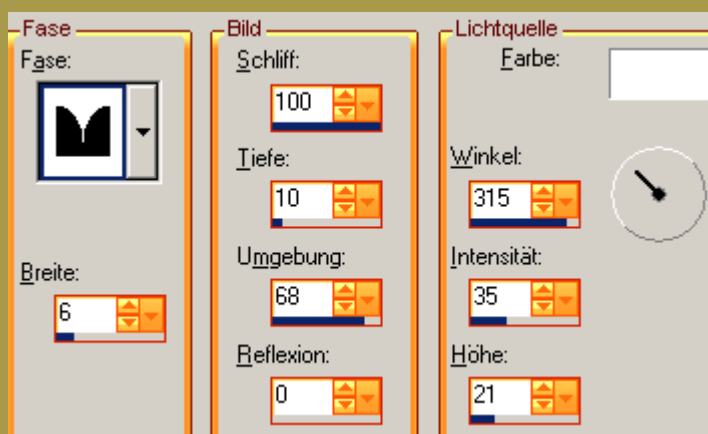 Fase
Fase:
Breite:
6
Bild
Schliff:
100
Tiefe:
10
Umgebung:
68
Reflexion:
0
Lichtquelle
Farbe:
Winkel:
315
Intensität:
35
Höhe:
21